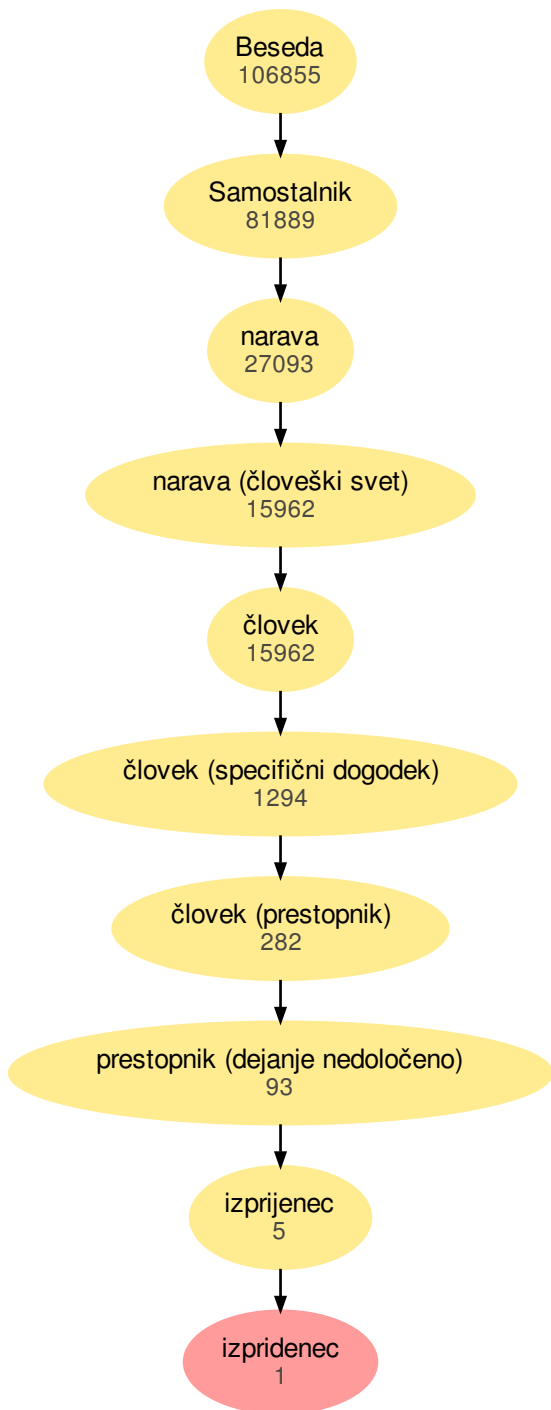 Beseda
106855
Samostalnik
81889
narava
27093
narava (človeški svet)
15962
človek
15962
človek (specifični dogodek)
1294
človek (prestopnik)
282
prestopnik (dejanje nedoločeno)
93
izprijenec
5
izpridenec
1